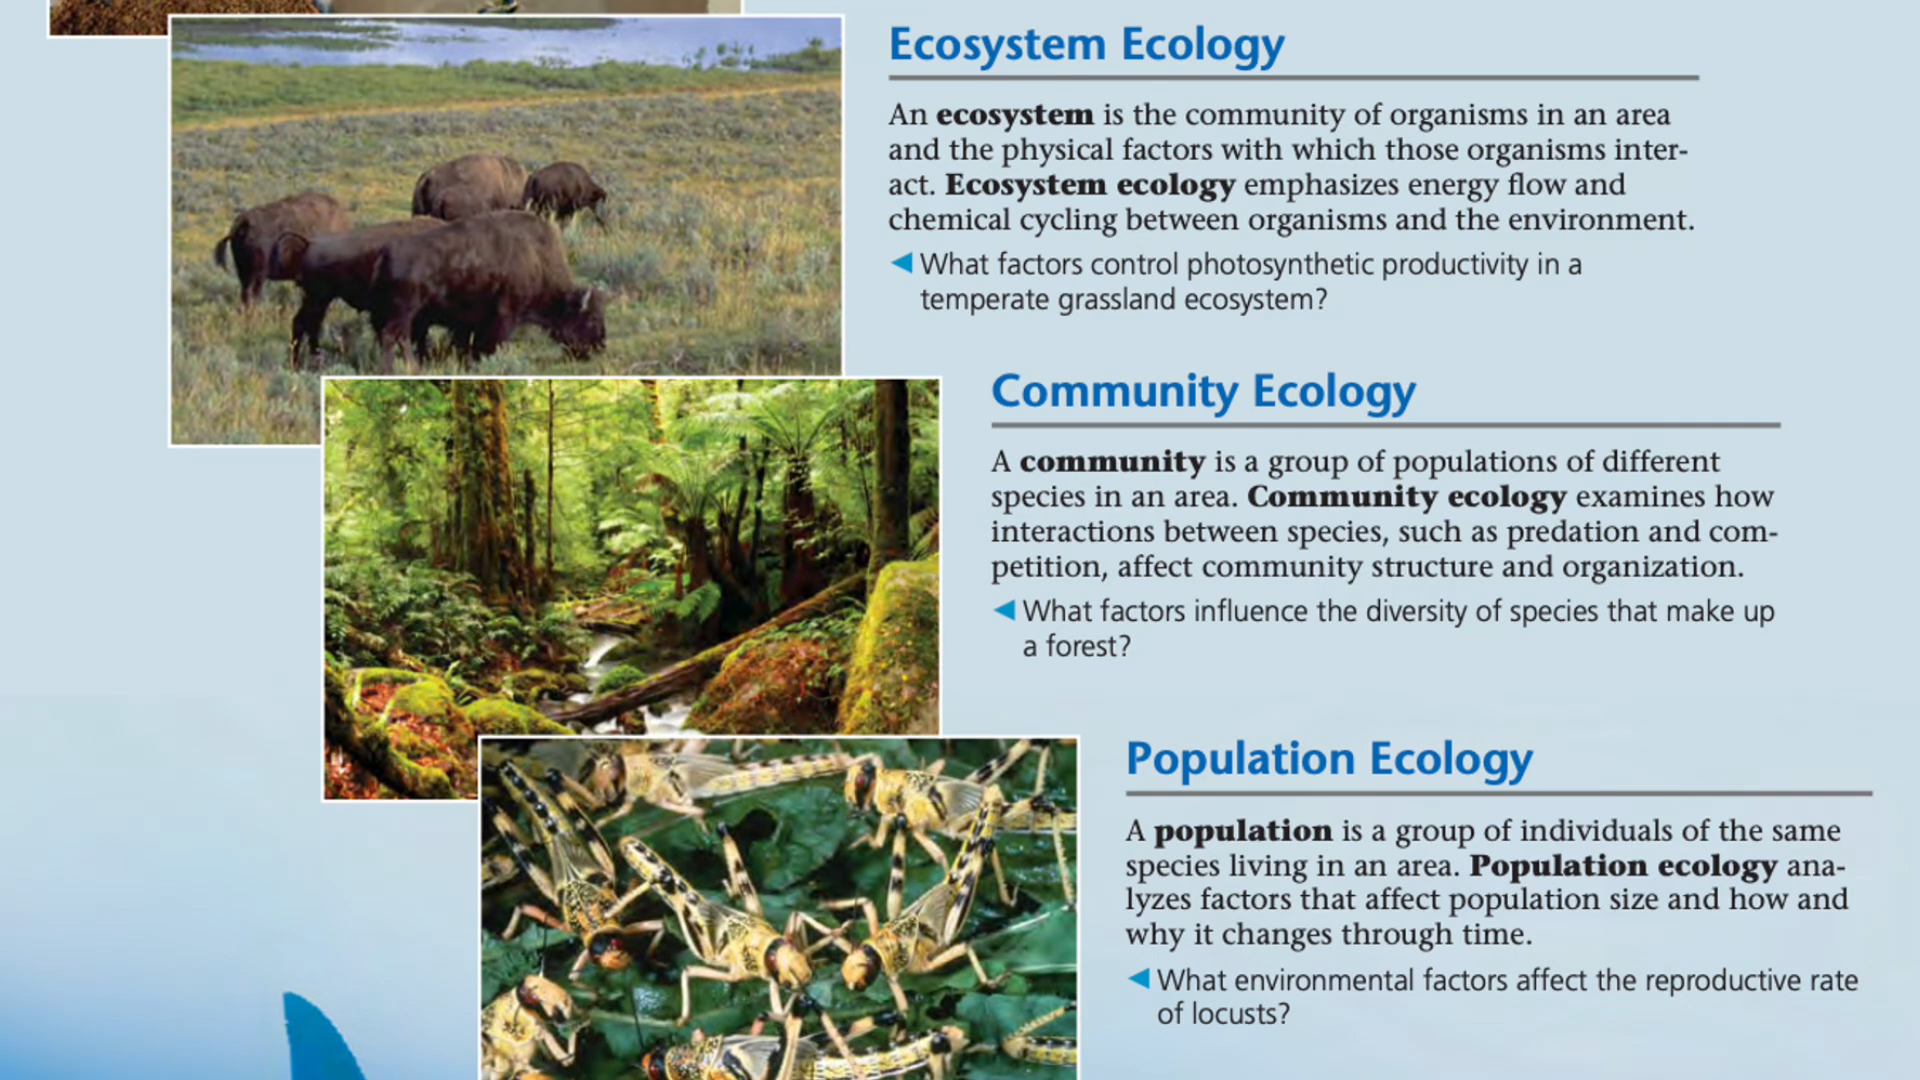 Ecosystem Ecology
An ecosystem is the community of organisms in an area
and the physical factors with which those organisms inter-
act. Ecosystem ecology emphasizes energy flow and
chemical cycling between organisms and the environment.
◀ What factors control photosynthetic productivity in a
temperate grassland ecosystem?
Community Ecology
A community is a group of populations of different
species in an area. Community ecology examines how
interactions between species, such as predation and com-
petition, affect community structure and organization.
◀ What factors influence the diversity of species that make up
a forest?
Population Ecology
A population is a group of individuals of the same
species living in an area. Population ecology ana-
lyzes factors that affect population size and how and
why it changes through time.
◀ What environmental factors affect the reproductive rate
of locusts?